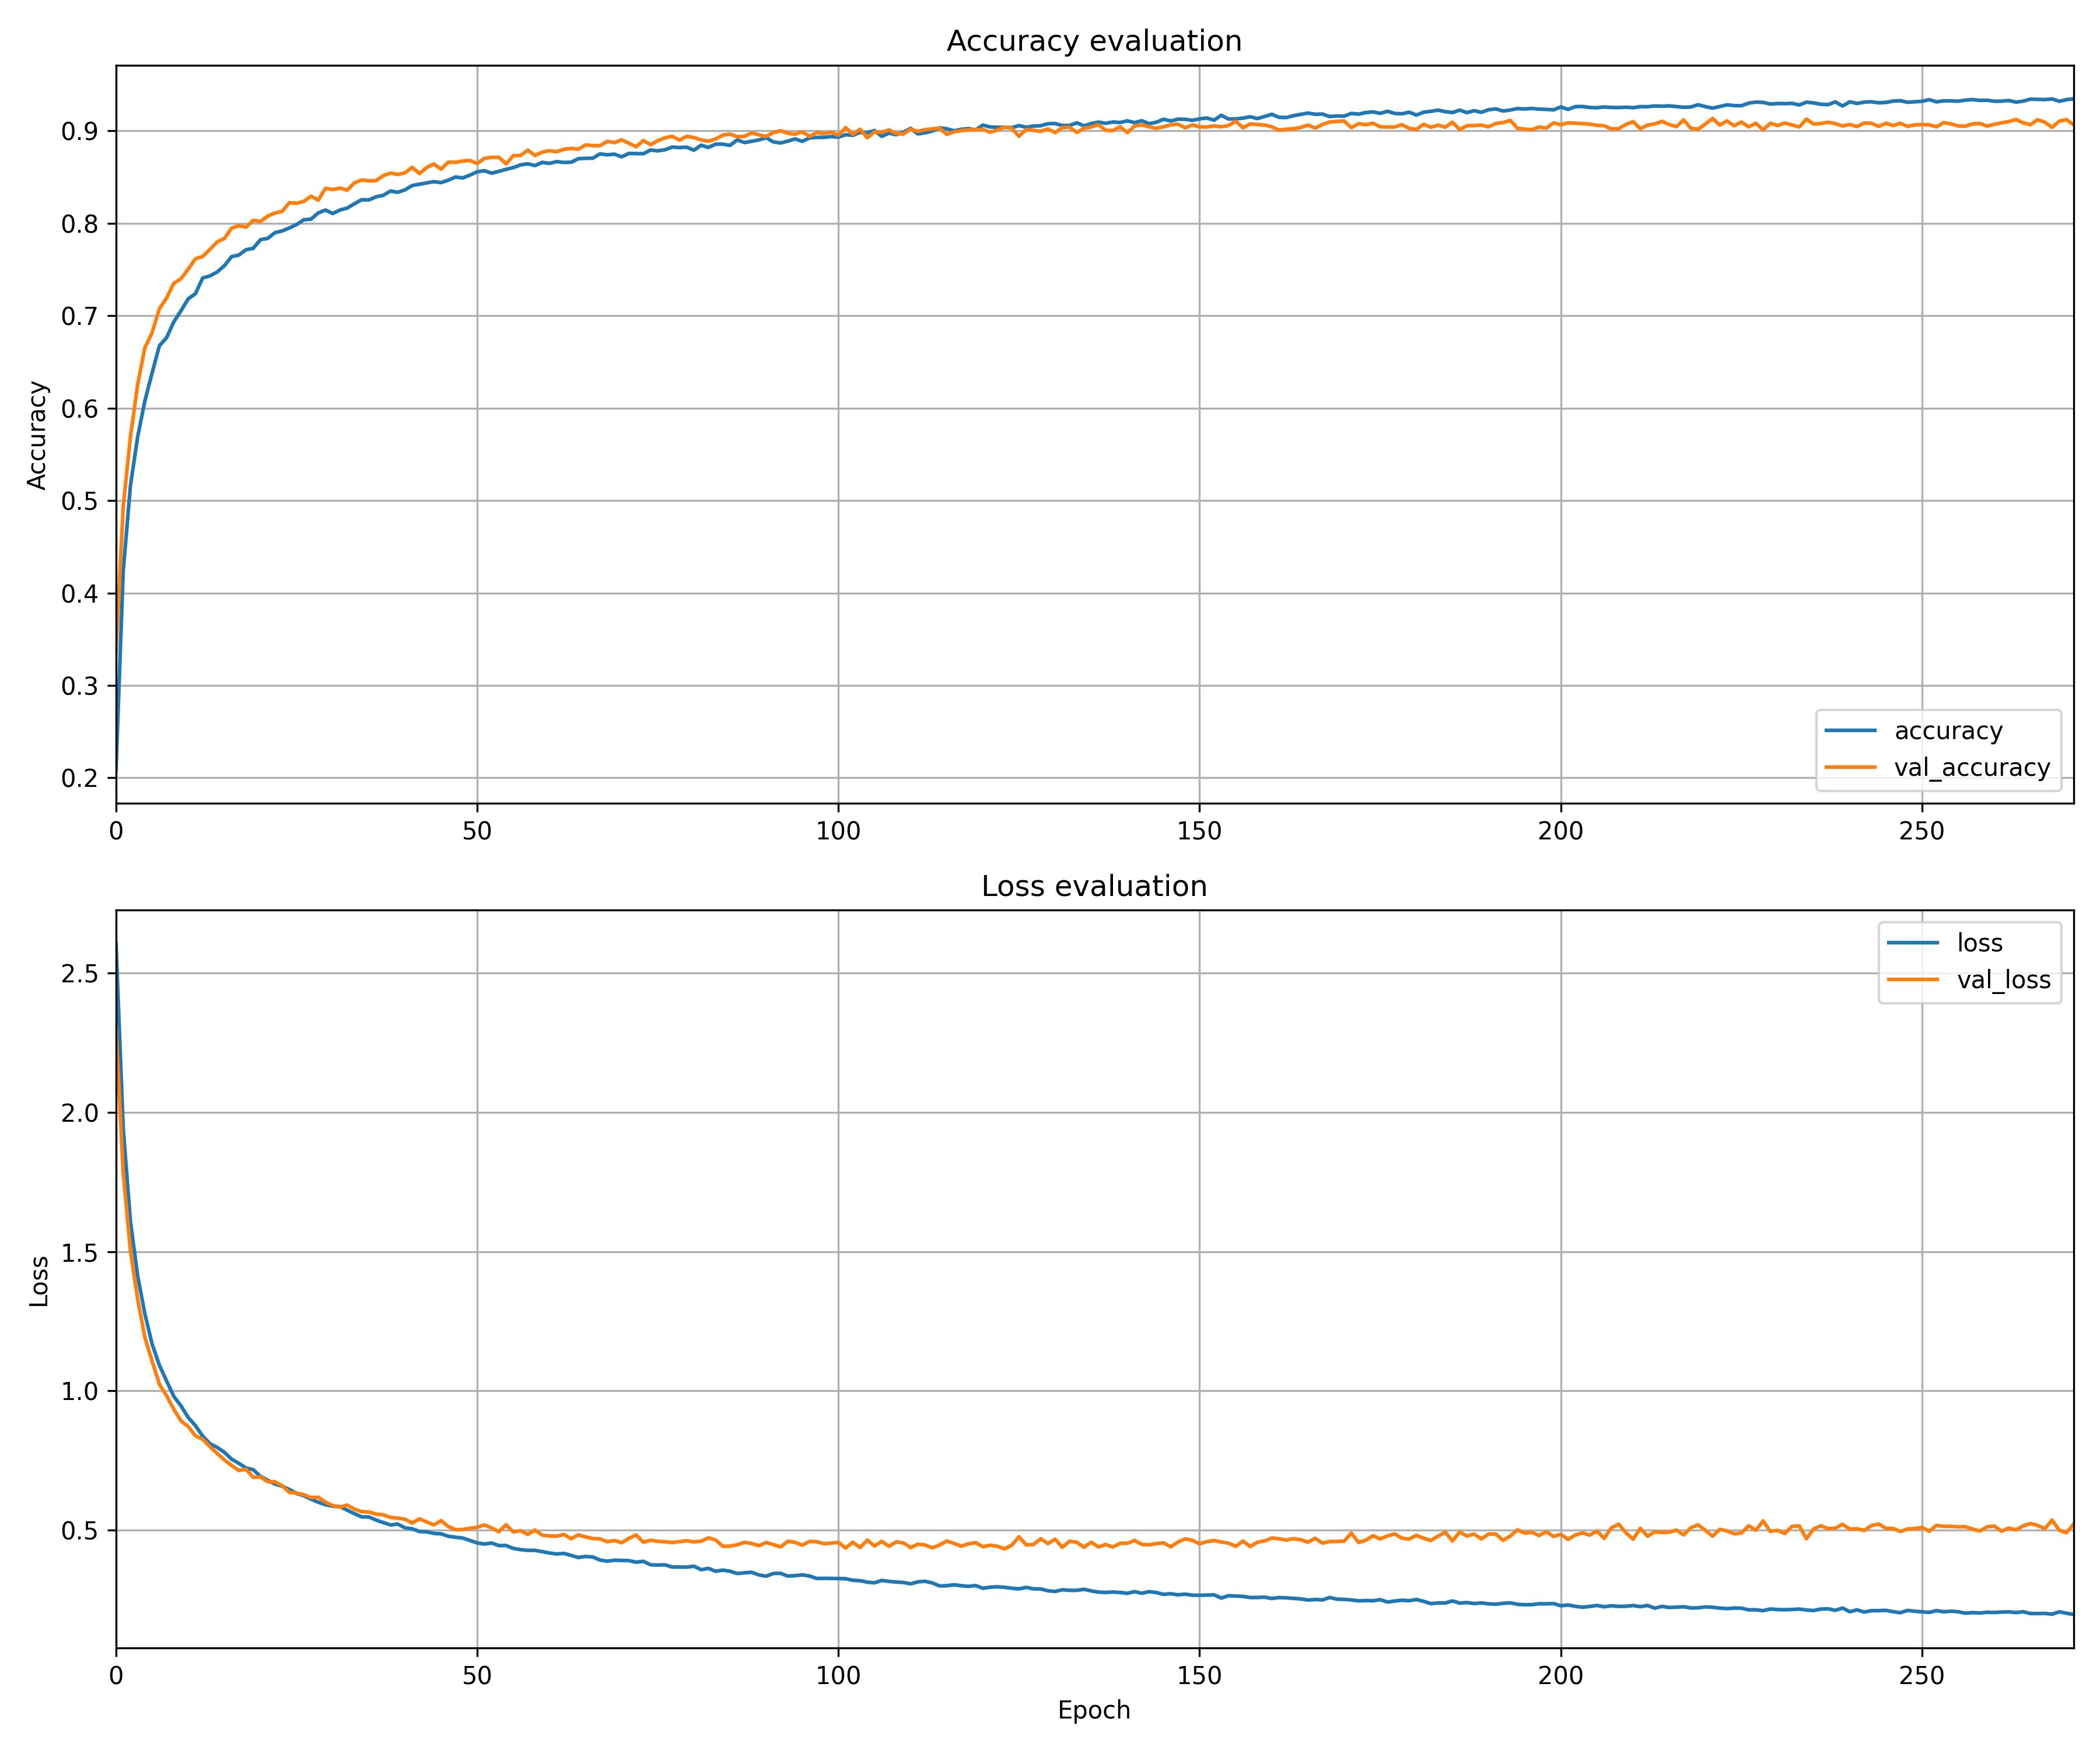 Accuracy evaluation
Accuracy
0.9
0.8
0.7
0.6
0.5
0.4
0.3
0.2
accuracy
val_accuracy
0 50 100 150 200 250
Loss evaluation
Loss
2.5
2.0
1.5
1.0
0.5
loss
val_loss
0 50 100 150 200 250
Epoch